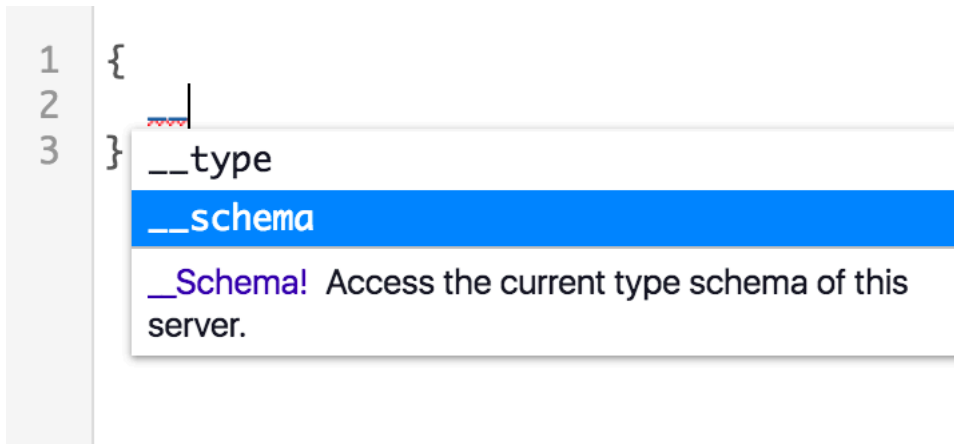 1 {
2 __
3 }
__type
__schema
__Schema! Access the current type schema of this
server.